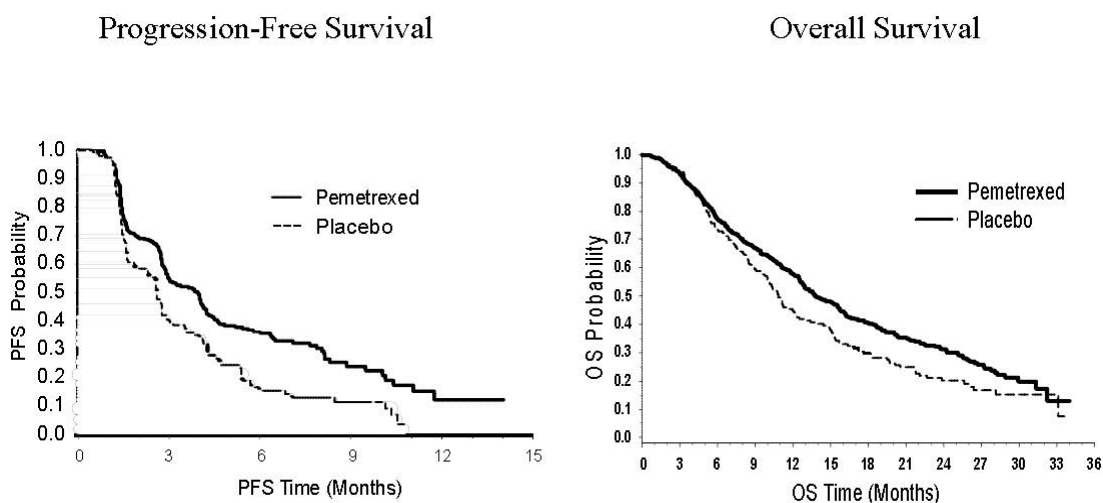 Progression-Free Survival
Overall Survival
1.0
0.9
0.8
0.7
0.6
0.5
0.4
0.3
0.2
0.1
0.0
PFS Probability
Pemetrexed
Placebo
0 3 6 9 12 15
PFS Time (Months)
1.0
0.9
0.8
0.7
0.6
0.5
0.4
0.3
0.2
0.1
0.0
OS Probability
Pemetrexed
Placebo
0 3 6 9 12 15 18 21 24 27 30 33 36
OS Time (Months)